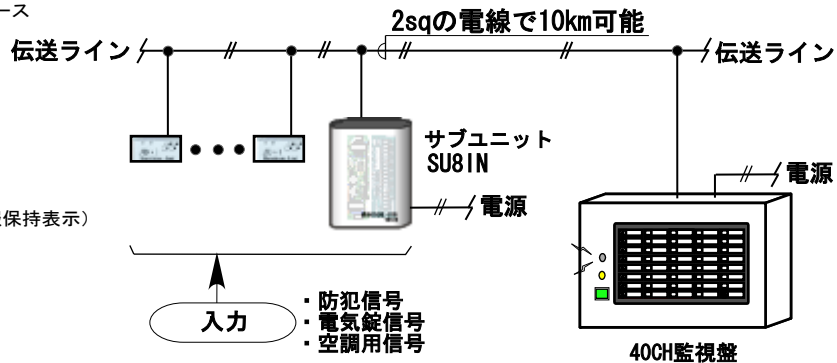 ース
2sqの電線で10km可能
伝送ライン
伝送ライン
サブユニット
SU8IN
電源
電源
保持表示）
入力
・防犯信号
・電気錠信号
・空調用信号
40CH監視盤